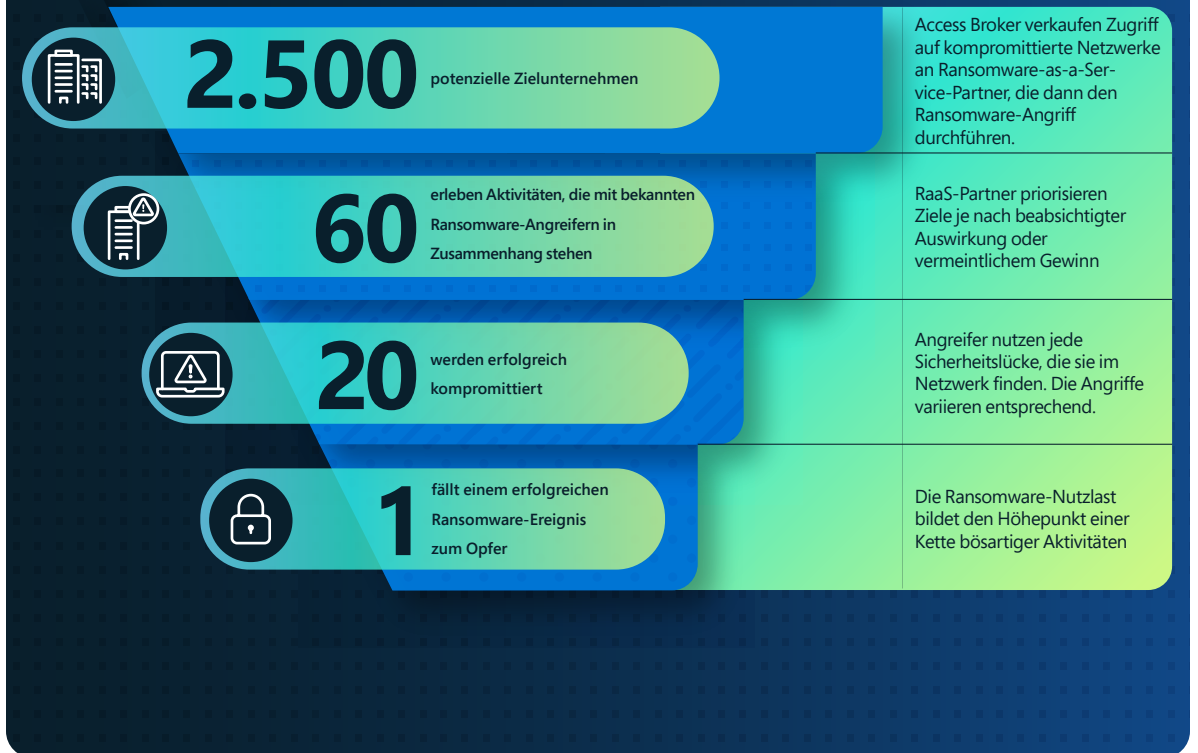 2.500
potenzielle Zielunternehmen
Access Broker verkaufen Zugriff
auf kompromittierte Netzwerke
an Ransomware-as-a-Ser-
vice-Partner, die dann den
Ransomware-Angriff
durchführen.
60
erleben Aktivitäten, die mit bekannten
Ransomware-Angreifern in
Zusammenhang stehen
RaaS-Partner priorisieren
Ziele je nach beabsichtigter
Auswirkung oder
vermeintlichem Gewinn
20
werden erfolgreich
kompromittiert
Angreifer nutzen jede
Sicherheitslücke, die sie im
Netzwerk finden. Die Angriffe
variieren entsprechend.
1
fällt einem erfolgreichen
Ransomware-Ereignis
zum Opfer
Die Ransomware-Nutzlast
bildet den Höhepunkt einer
Kette bösartiger Aktivitäten